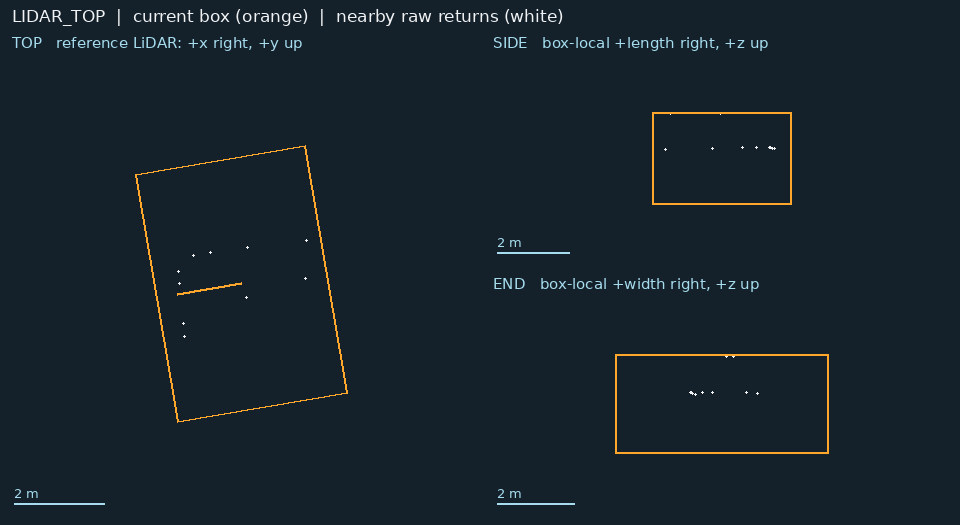 LIDAR_TOP | current box (orange) | nearby raw returns (white)
TOP reference LiDAR: +x right, +y up
SIDE box-local +length right, +z up
2 m
END box-local +width right, +z up
2 m
2 m